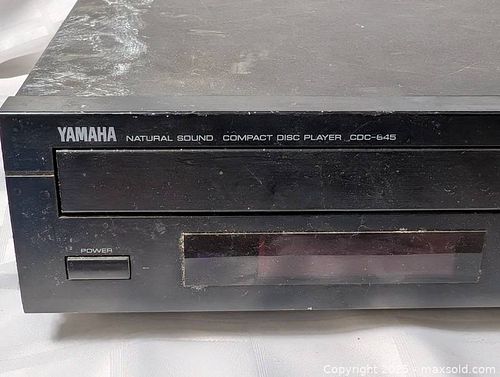 YAMAHA NATURAL SOUND COMPACT DISC PLAYER CDC-645
POWER
Copyright 2025 - maxsold.com